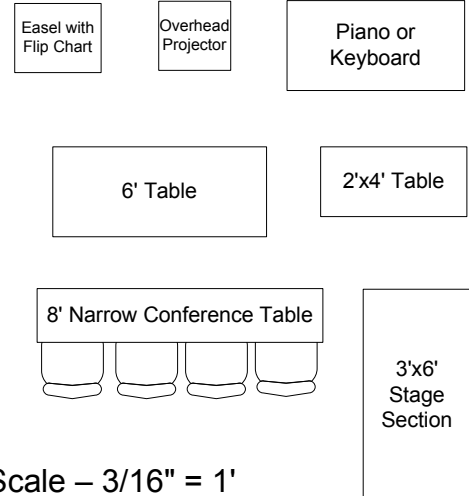 Easel with
Flip Chart
Overhead
Projector
Piano or
Keyboard
6' Table
2'x4' Table
8' Narrow Conference Table
3'x6'
Stage
Section
Scale – 3/16" = 1'